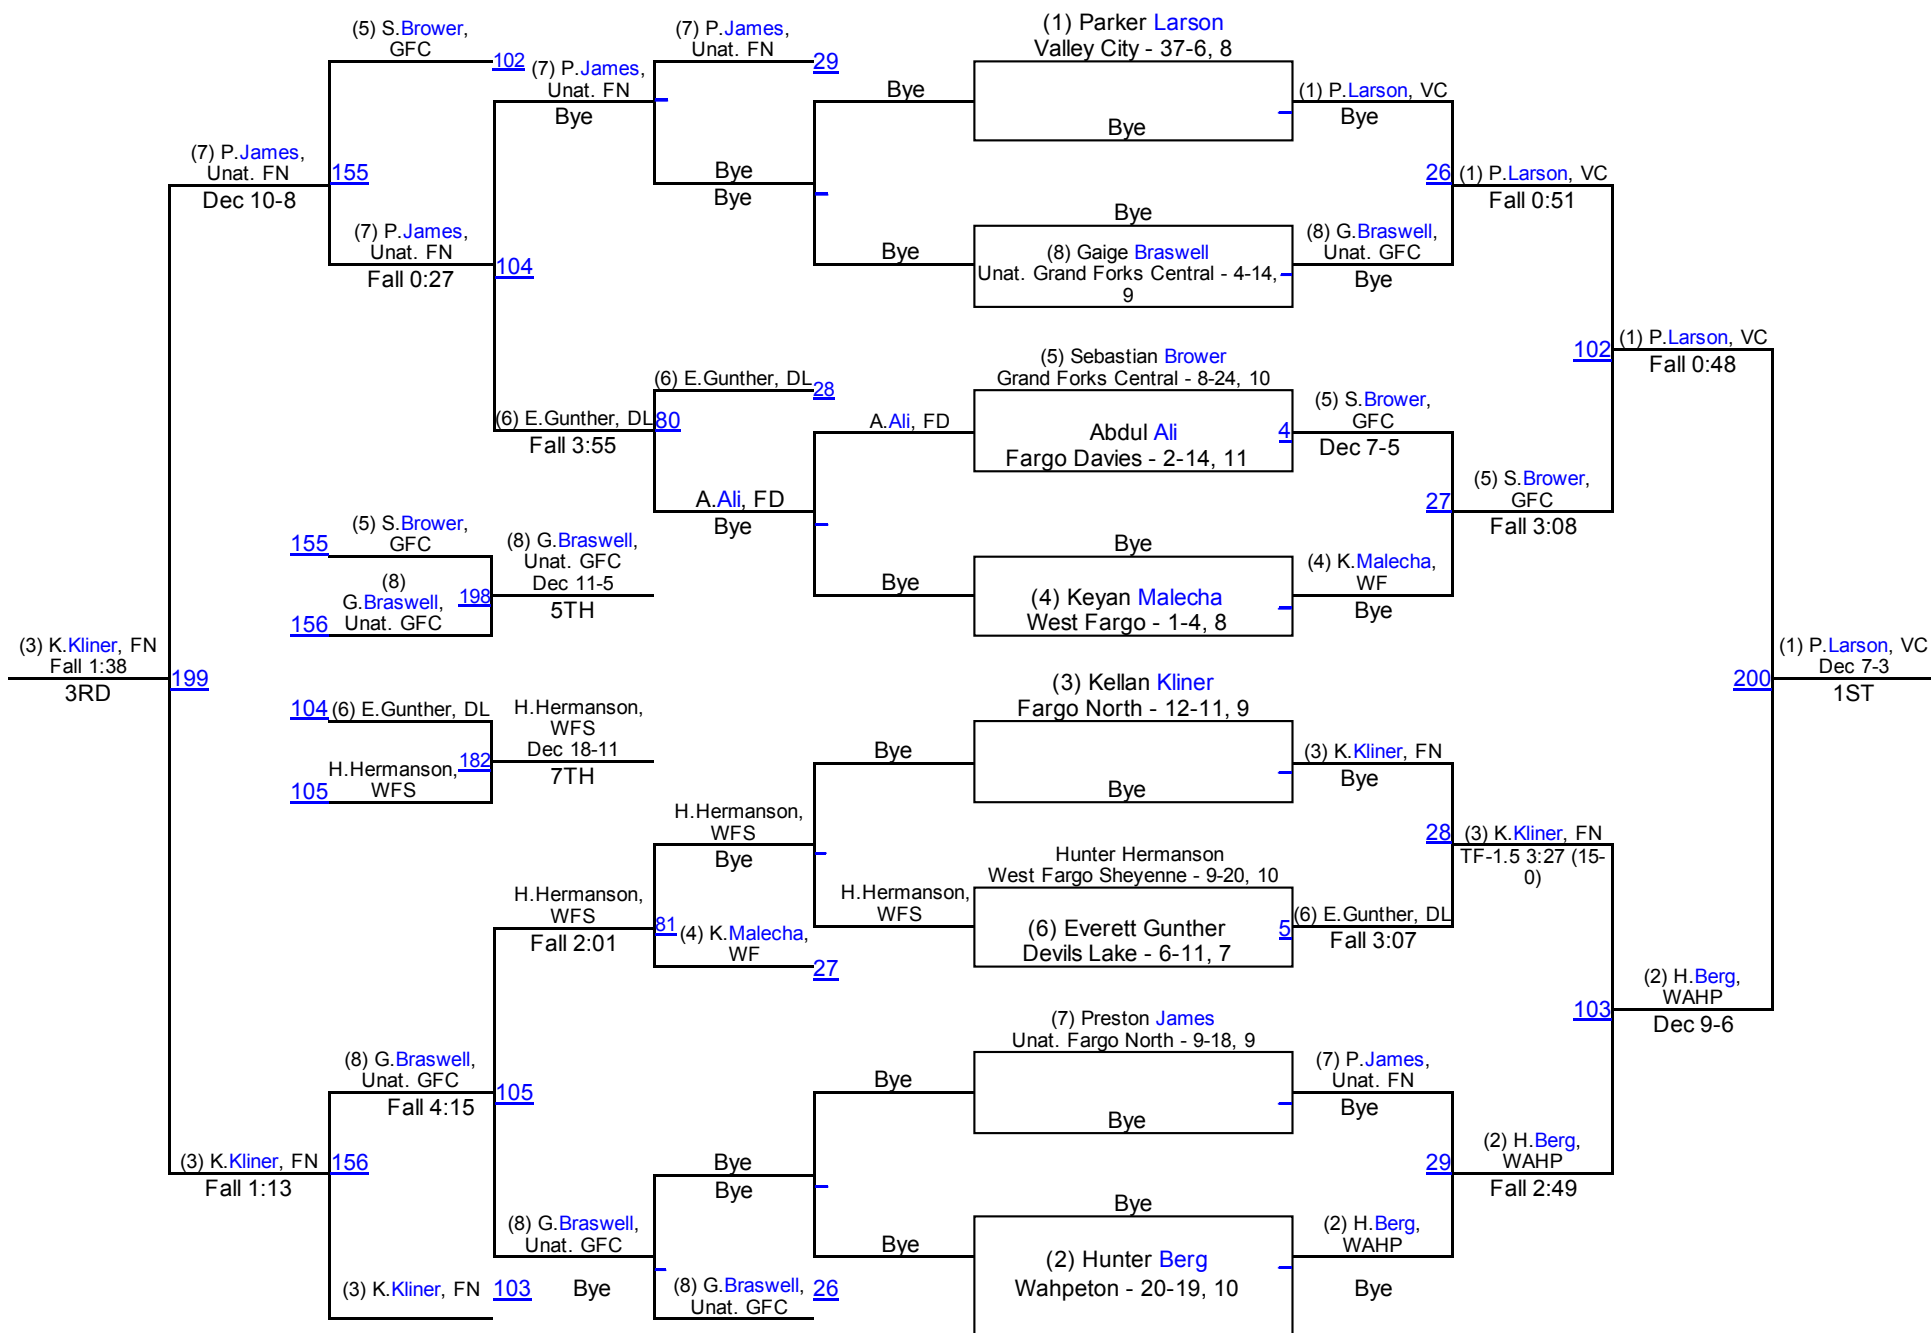 (5) S.Brower,
GFC
102
(7) P.James,
Unat. FN
Bye
(7) P.James,
Unat. FN
29
Bye
Bye
(7) P.James,
Unat. FN
Dec 10-8
155
(7) P.James,
Unat. FN
Fall 0:27
104
(6) E.Gunther, DL
28
(6) E.Gunther, DL
80
Fall 3:55
A.Ali, FD
Bye
Bye
Bye
A.Ali, FD
Bye
(1) Parker Larson
Valley City - 37-6, 8
Bye
(1) P.Larson, VC
Bye
Bye
(8) Gaige Braswell
Unat. Grand Forks Central - 4-14,
9
(8) G.Braswell,
Unat. GFC
Bye
26
(1) P.Larson, VC
Fall 0:51
(5) Sebastian Brower
Grand Forks Central - 8-24, 10
Abdul Ali
Fargo Davies - 2-14, 11
4
(5) S.Brower,
GFC
Dec 7-5
Bye
(4) Keyan Malecha
West Fargo - 1-4, 8
(4) K.Malecha,
WF
Bye
27
(5) S.Brower,
GFC
Fall 3:08
102
(1) P.Larson, VC
Fall 0:48
155
(5) S.Brower,
GFC
(8)
G.Braswell,
Unat. GFC
156
198
(8) G.Braswell,
Unat. GFC
Dec 11-5
5TH
(3) K.Kliner, FN
Fall 1:38
3RD
199
104
(6) E.Gunther, DL
H.Hermanson,
WFS
105
182
H.Hermanson,
WFS
Dec 18-11
7TH
200
(1) P.Larson, VC
Dec 7-3
1ST
(3) Kellan Kliner
Fargo North - 12-11, 9
Bye
(3) K.Kliner, FN
Bye
Hunter Hermanson
West Fargo Sheyenne - 9-20, 10
(6) Everett Gunther
Devils Lake - 6-11, 7
5
(6) E.Gunther, DL
Fall 3:07
28
(3) K.Kliner, FN
TF-1.5 3:27 (15-
0)
Bye
H.Hermanson,
WFS
H.Hermanson,
WFS
Bye
(4) K.Malecha,
WF
27
81
H.Hermanson,
WFS
Fall 2:01
(7) Preston James
Unat. Fargo North - 9-18, 9
Bye
(7) P.James,
Unat. FN
Bye
Bye
(2) Hunter Berg
Wahpeton - 20-19, 10
(2) H.Berg,
WAHP
Bye
29
(2) H.Berg,
WAHP
Fall 2:49
103
(2) H.Berg,
WAHP
Dec 9-6
Bye
Bye
Bye
Bye
(8) G.Braswell,
Unat. GFC
26
(8) G.Braswell,
Unat. GFC
Bye
(8) G.Braswell,
Unat. GFC
Fall 4:15
105
(3) K.Kliner, FN
103
(3) K.Kliner, FN
Fall 1:13
156